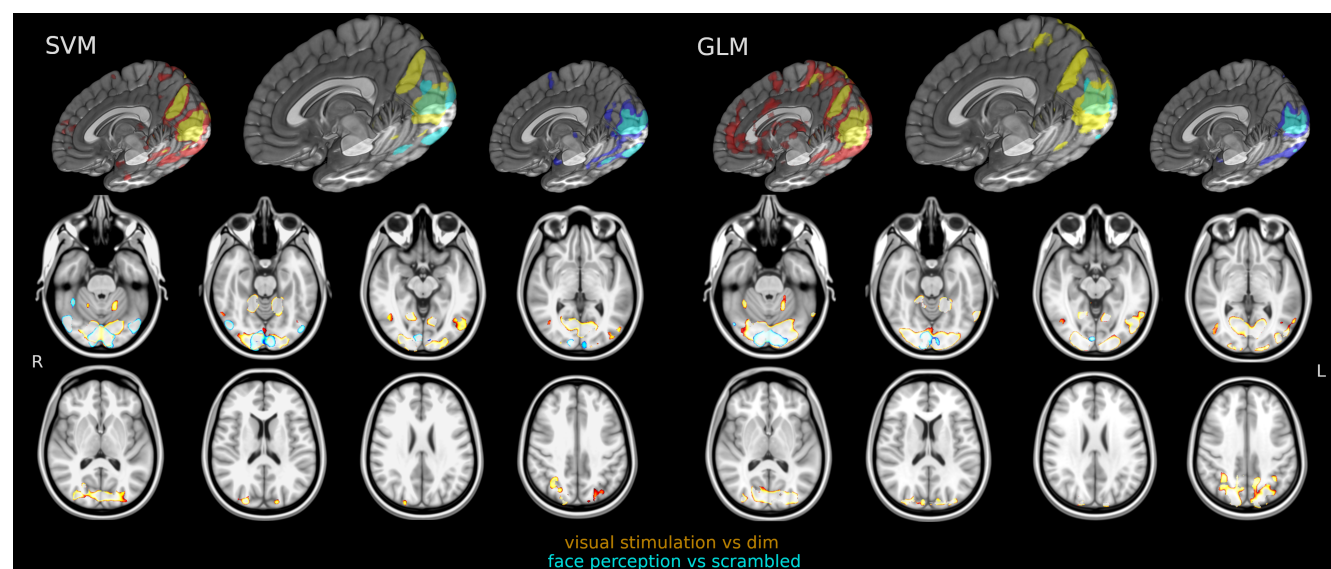 SVM
GLM
R
L
visual stimulation vs dim
face perception vs scrambled